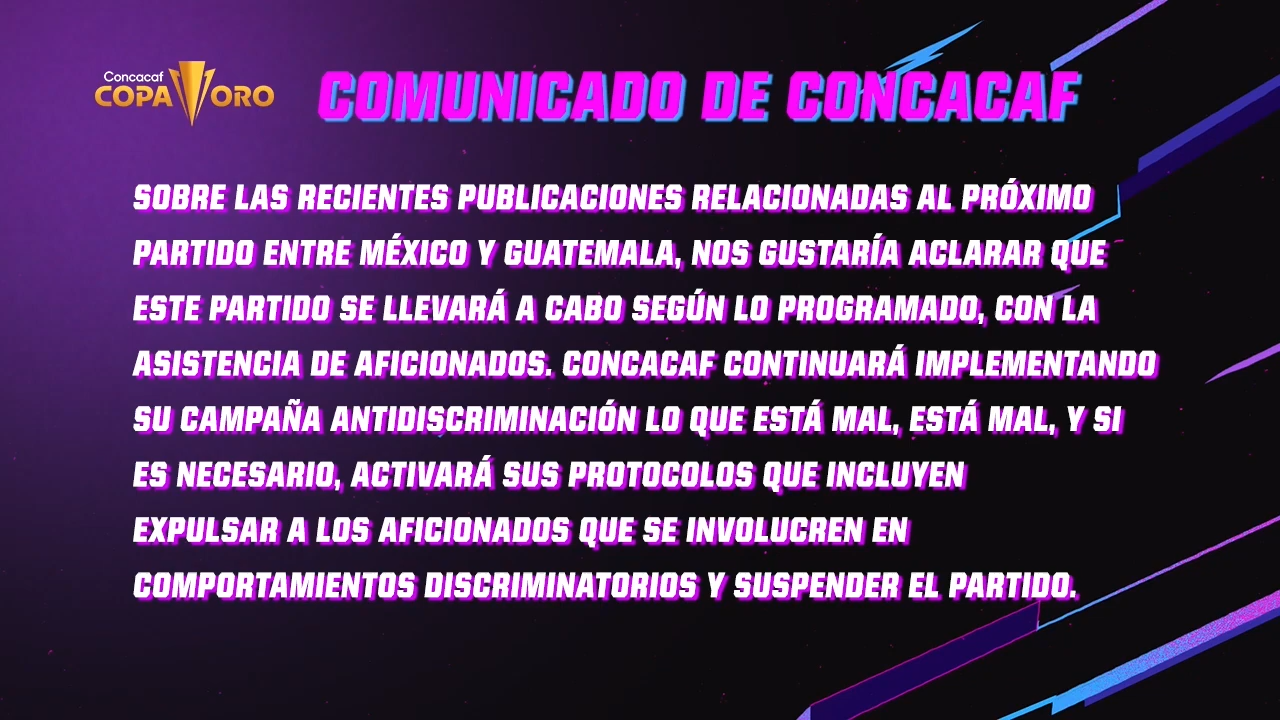 Concacaf
COPA ORO
COMUNICADO DE CONCACAF
SOBRE LAS RECIENTES PUBLICACIONES RELACIONADAS AL PRÓXIMO
PARTIDO ENTRE MÉXICO Y GUATEMALA, NOS GUSTARÍA ACLARAR QUE
ESTE PARTIDO SE LLEVARÁ A CABO SEGÚN LO PROGRAMADO, CON LA
ASISTENCIA DE AFICIONADOS. CONCACAF CONTINUARÁ IMPLEMENTANDO
SU CAMPAÑA ANTIDISCRIMINACIÓN LO QUE ESTÁ MAL, ESTÁ MAL, Y SI
ES NECESARIO, ACTIVARÁ SUS PROTOCOLOS QUE INCLUYEN
EXPULSAR A LOS AFICIONADOS QUE SE INVOLUCREN EN
COMPORTAMIENTOS DISCRIMINATORIOS Y SUSPENDER EL PARTIDO.